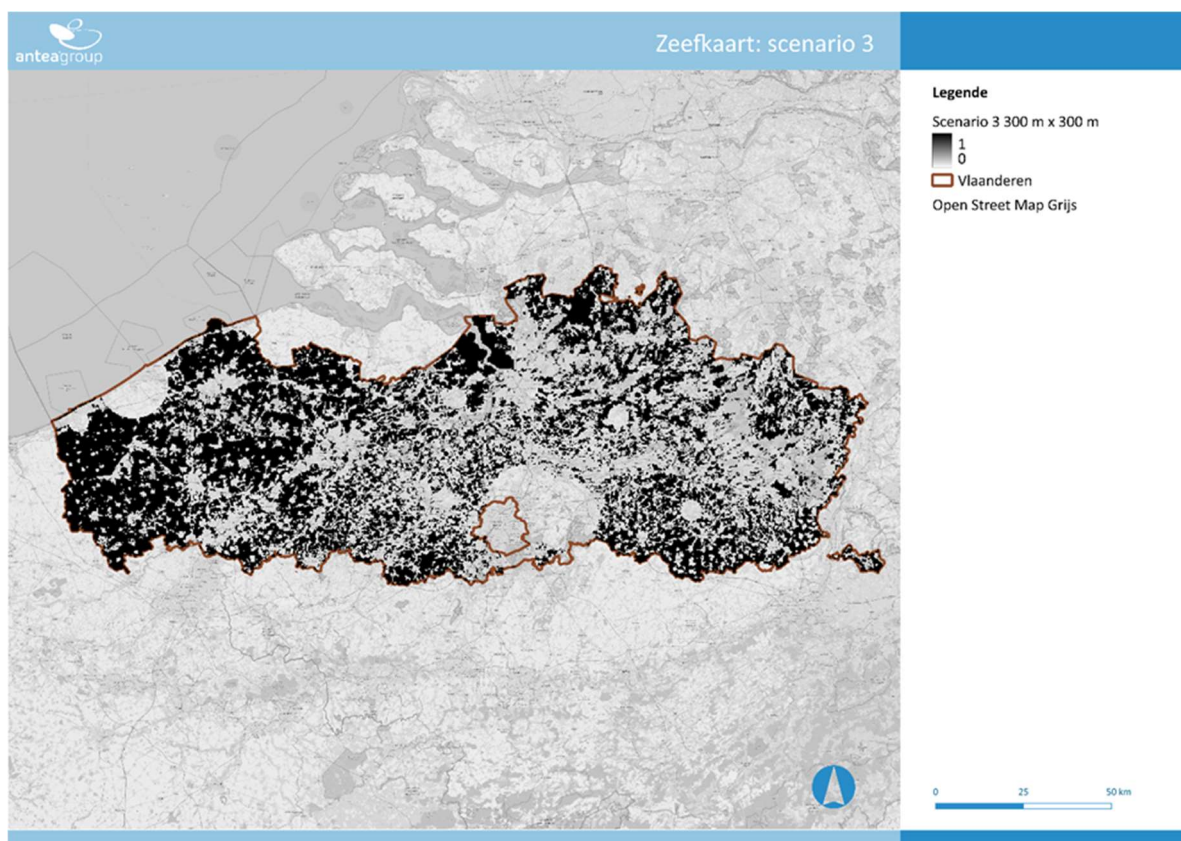 anteagroup
Zeefkaart: scenario 3
Legende
Scenario 3 300 m x 300 m
1
0
Vlaanderen
Open Street Map Grijs
0 25 50 km